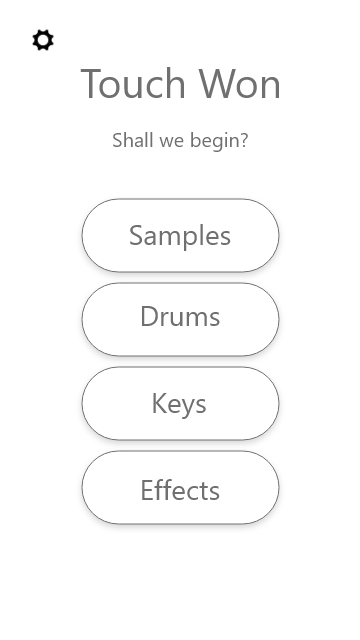 Touch Won
Shall we begin?
Samples
Drums
Keys
Effects